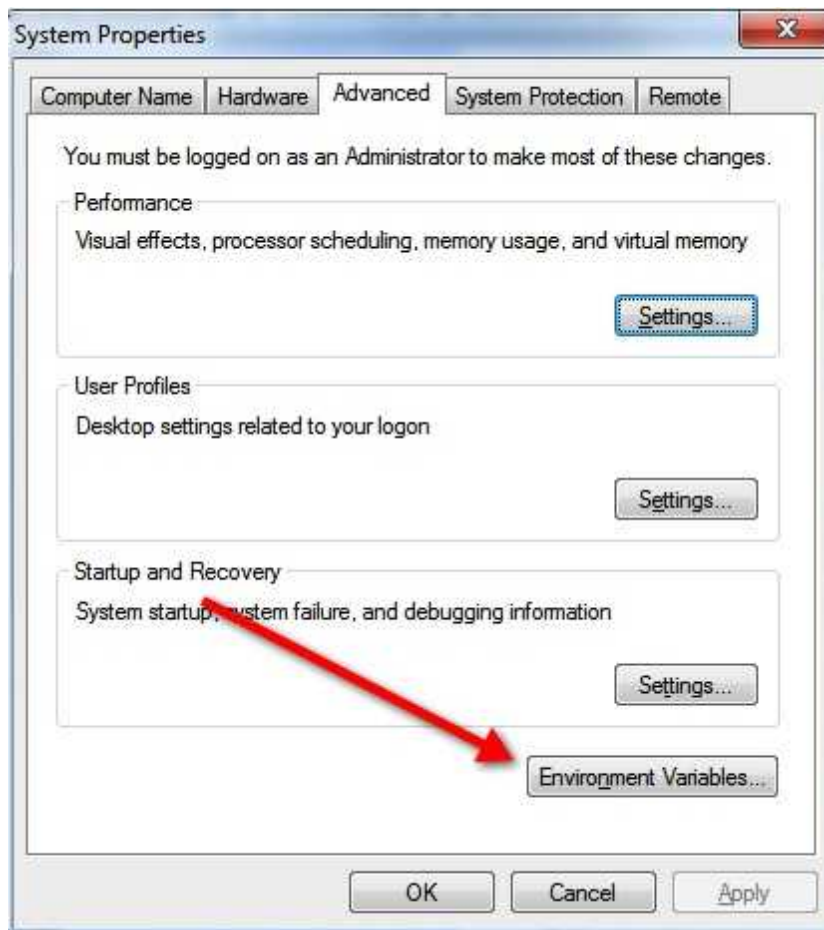 System Properties
Computer Name Hardware Advanced System Protection Remote
You must be logged on as an Administrator to make most of these changes.
Performance
Visual effects, processor scheduling, memory usage, and virtual memory
Settings...
User Profiles
Desktop settings related to your logon
Settings...
Startup and Recovery
System startup, system failure, and debugging information
Settings...
Environment Variables...
OK Cancel Apply